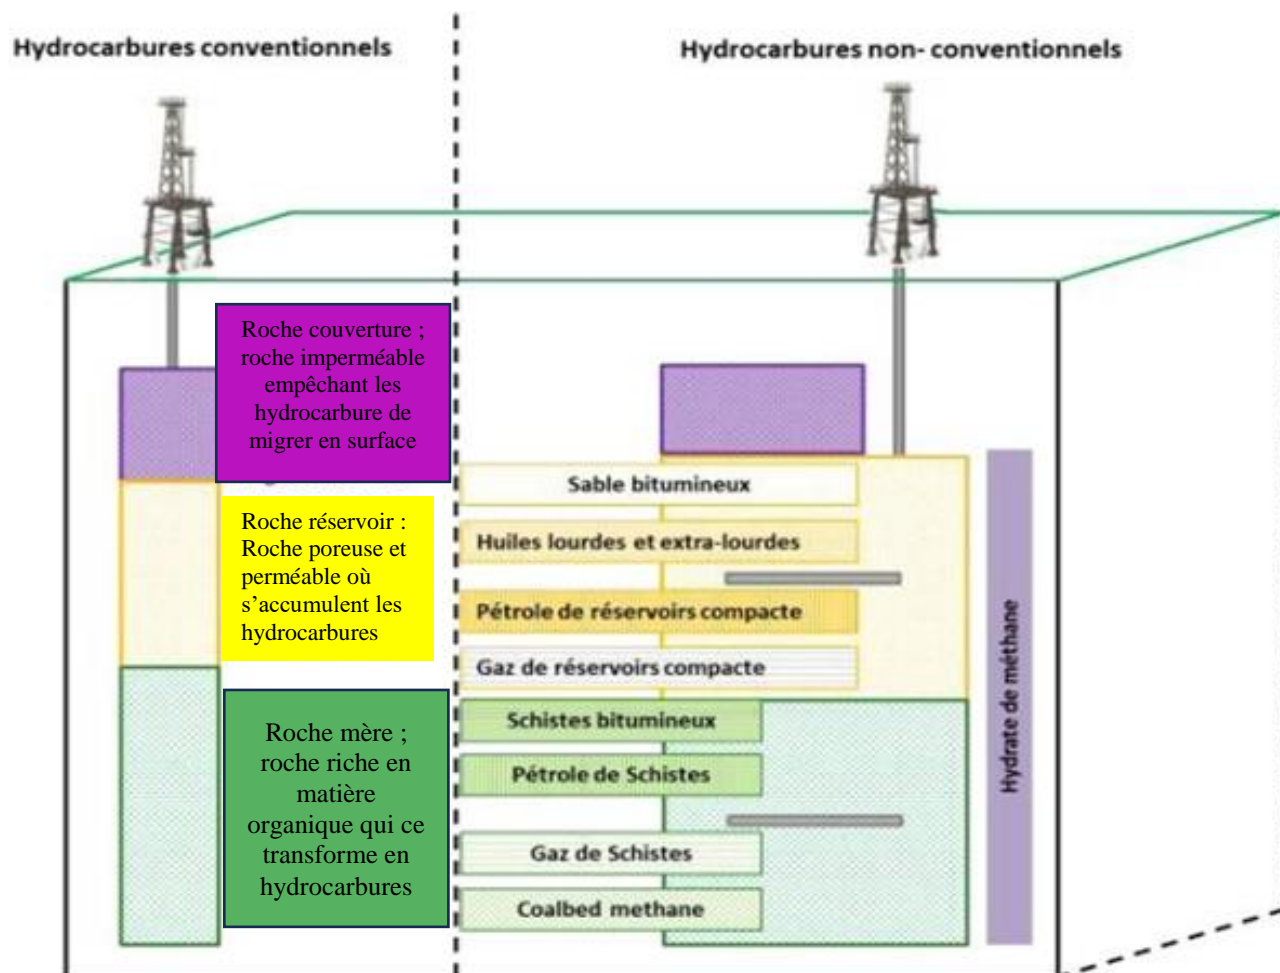 Hydrocarbures conventionnels
Hydrocarbures non- conventionnels
Roche couverture ;
roche imperméable
empêchant les
hydrocarbure de
migrer en surface
Roche réservoir :
Roche poreuse et
perméable où
s’accumulent les
hydrocarbures
Roche mère ;
roche riche en
matière
organique qui ce
transforme en
hydrocarbures
Sable bitumineux
Huiles lourdes et extra-lourdes
Pétrole de réservoirs compacte
Gaz de réservoirs compacte
Schistes bitumineux
Pétrole de Schistes
Gaz de Schistes
Coalbed methane
Hydrate de méthane